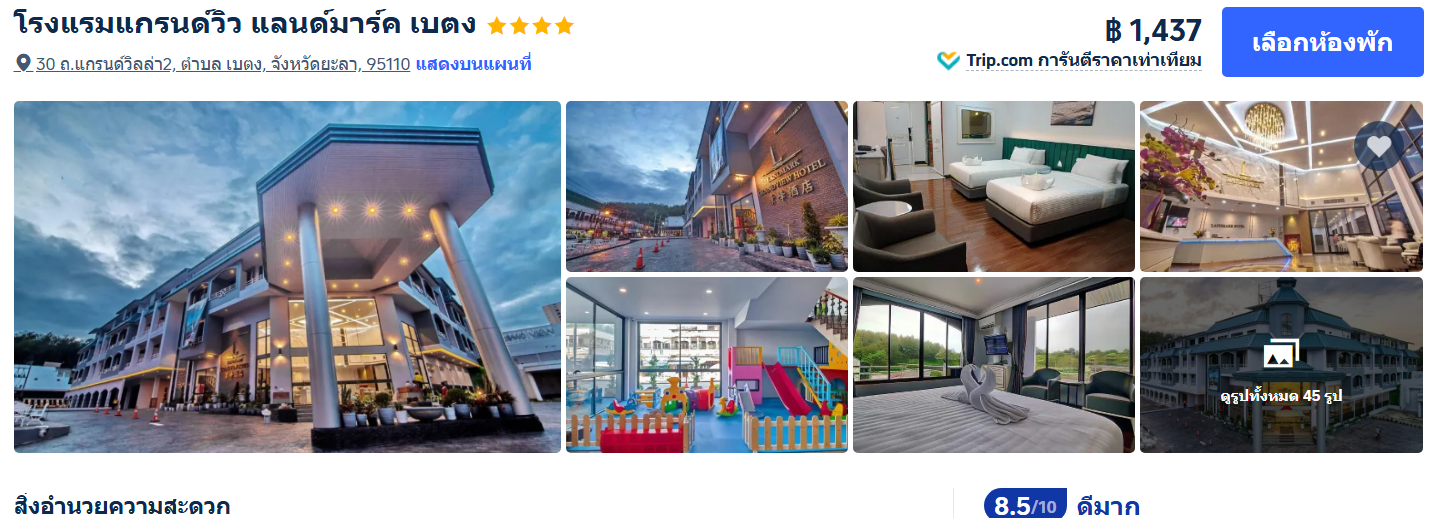 โรงแรมแกรนด์วิว แลนด์มาร์ค เบตง
฿ 1,437
เลือกห้องพัก
30 ถ.แกรนด์วิลล่า2, ตำบล เบตง, จังหวัดยะลา, 95110 แสดงบนแผนที่
Trip.com การันตีราคาเท่าเทียม
LANDMARK
GRANDVIEW HOTEL
LANDMARK HOTEL
ดูรูปทั้งหมด 45 รูป
สิ่งอำนวยความสะดวก
8.5/10 ดีมาก